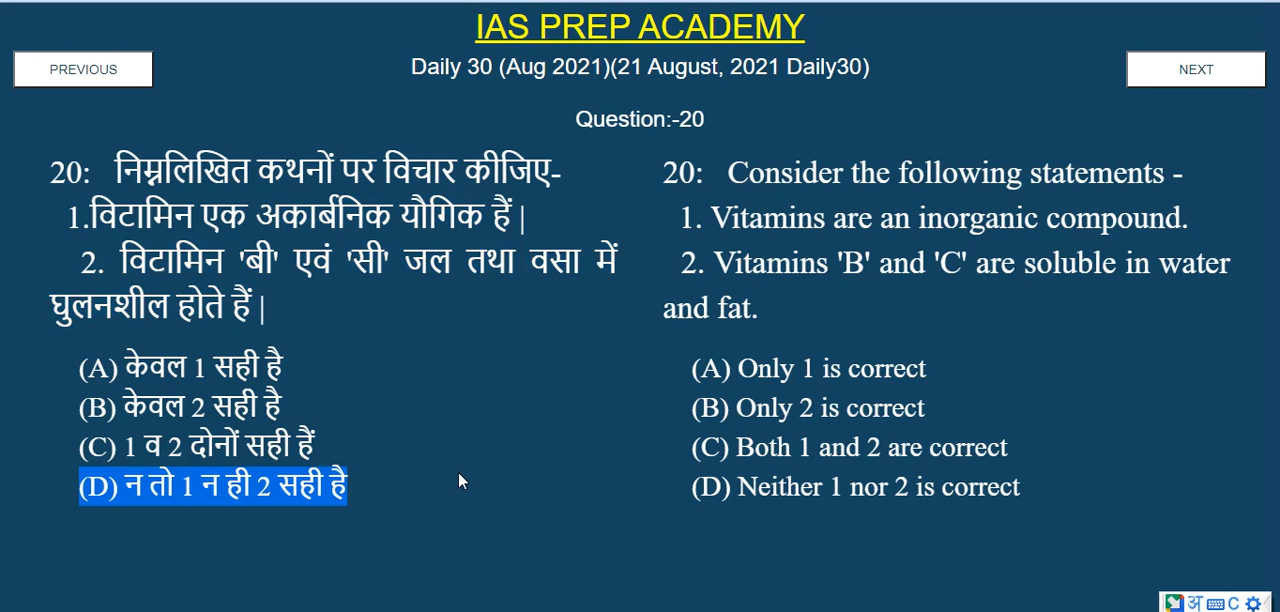 IAS PREP ACADEMY
PREVIOUS
Daily 30 (Aug 2021)(21 August, 2021 Daily30)
NEXT
Question:-20
20: निम्नलिखित कथनों पर विचार कीजिए-
1.विटामिन एक अकार्बनिक यौगिक हैं |
2. विटामिन 'बी' एवं 'सी' जल तथा वसा में
घुलनशील होते हैं |
(A) केवल 1 सही है
(B) केवल 2 सही है
(C) 1 व 2 दोनों सही हैं
(D) न तो 1 न ही 2 सही है
20: Consider the following statements -
1. Vitamins are an inorganic compound.
2. Vitamins 'B' and 'C' are soluble in water
and fat.
(A) Only 1 is correct
(B) Only 2 is correct
(C) Both 1 and 2 are correct
(D) Neither 1 nor 2 is correct
अ C